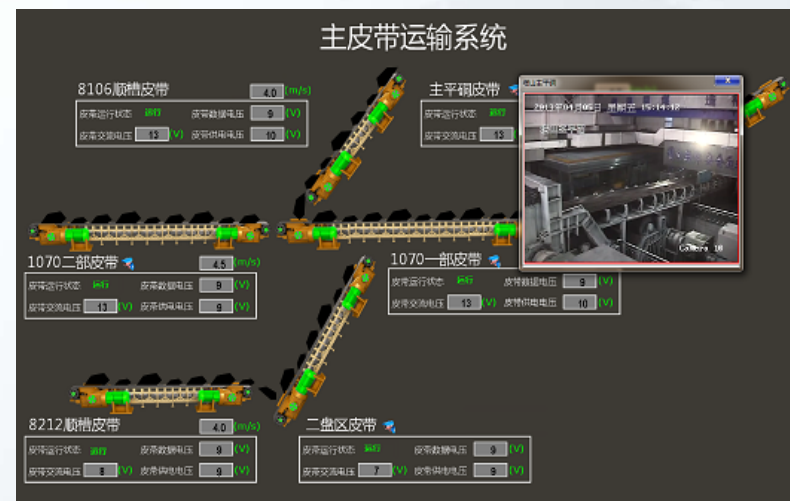 主皮带运输系统
8106顺槽皮带 4.0 (m/s)
皮带运行状态 运行 皮带数据电压 9 (V)
皮带交流电压 13 (V) 皮带供电电压 10 (V)
主平硐皮带
皮带运行状态 运行
皮带交流电压 13
2013年04月05日 星期五 15:14:12
Camera 10
1070二部皮带 4.5 (m/s)
皮带运行状态 运行 皮带数据电压 9 (V)
皮带交流电压 13 (V) 皮带供电电压 9 (V)
1070一部皮带
皮带运行状态 运行 皮带数据电压 9 (V)
皮带交流电压 13 (V) 皮带供电电压 10 (V)
8212顺槽皮带 4.0 (m/s)
皮带运行状态 运行 皮带数据电压 9 (V)
皮带交流电压 8 (V) 皮带供电电压 9 (V)
二盘区皮带
皮带运行状态 运行 皮带数据电压 9 (V)
皮带交流电压 7 (V) 皮带供电电压 9 (V)